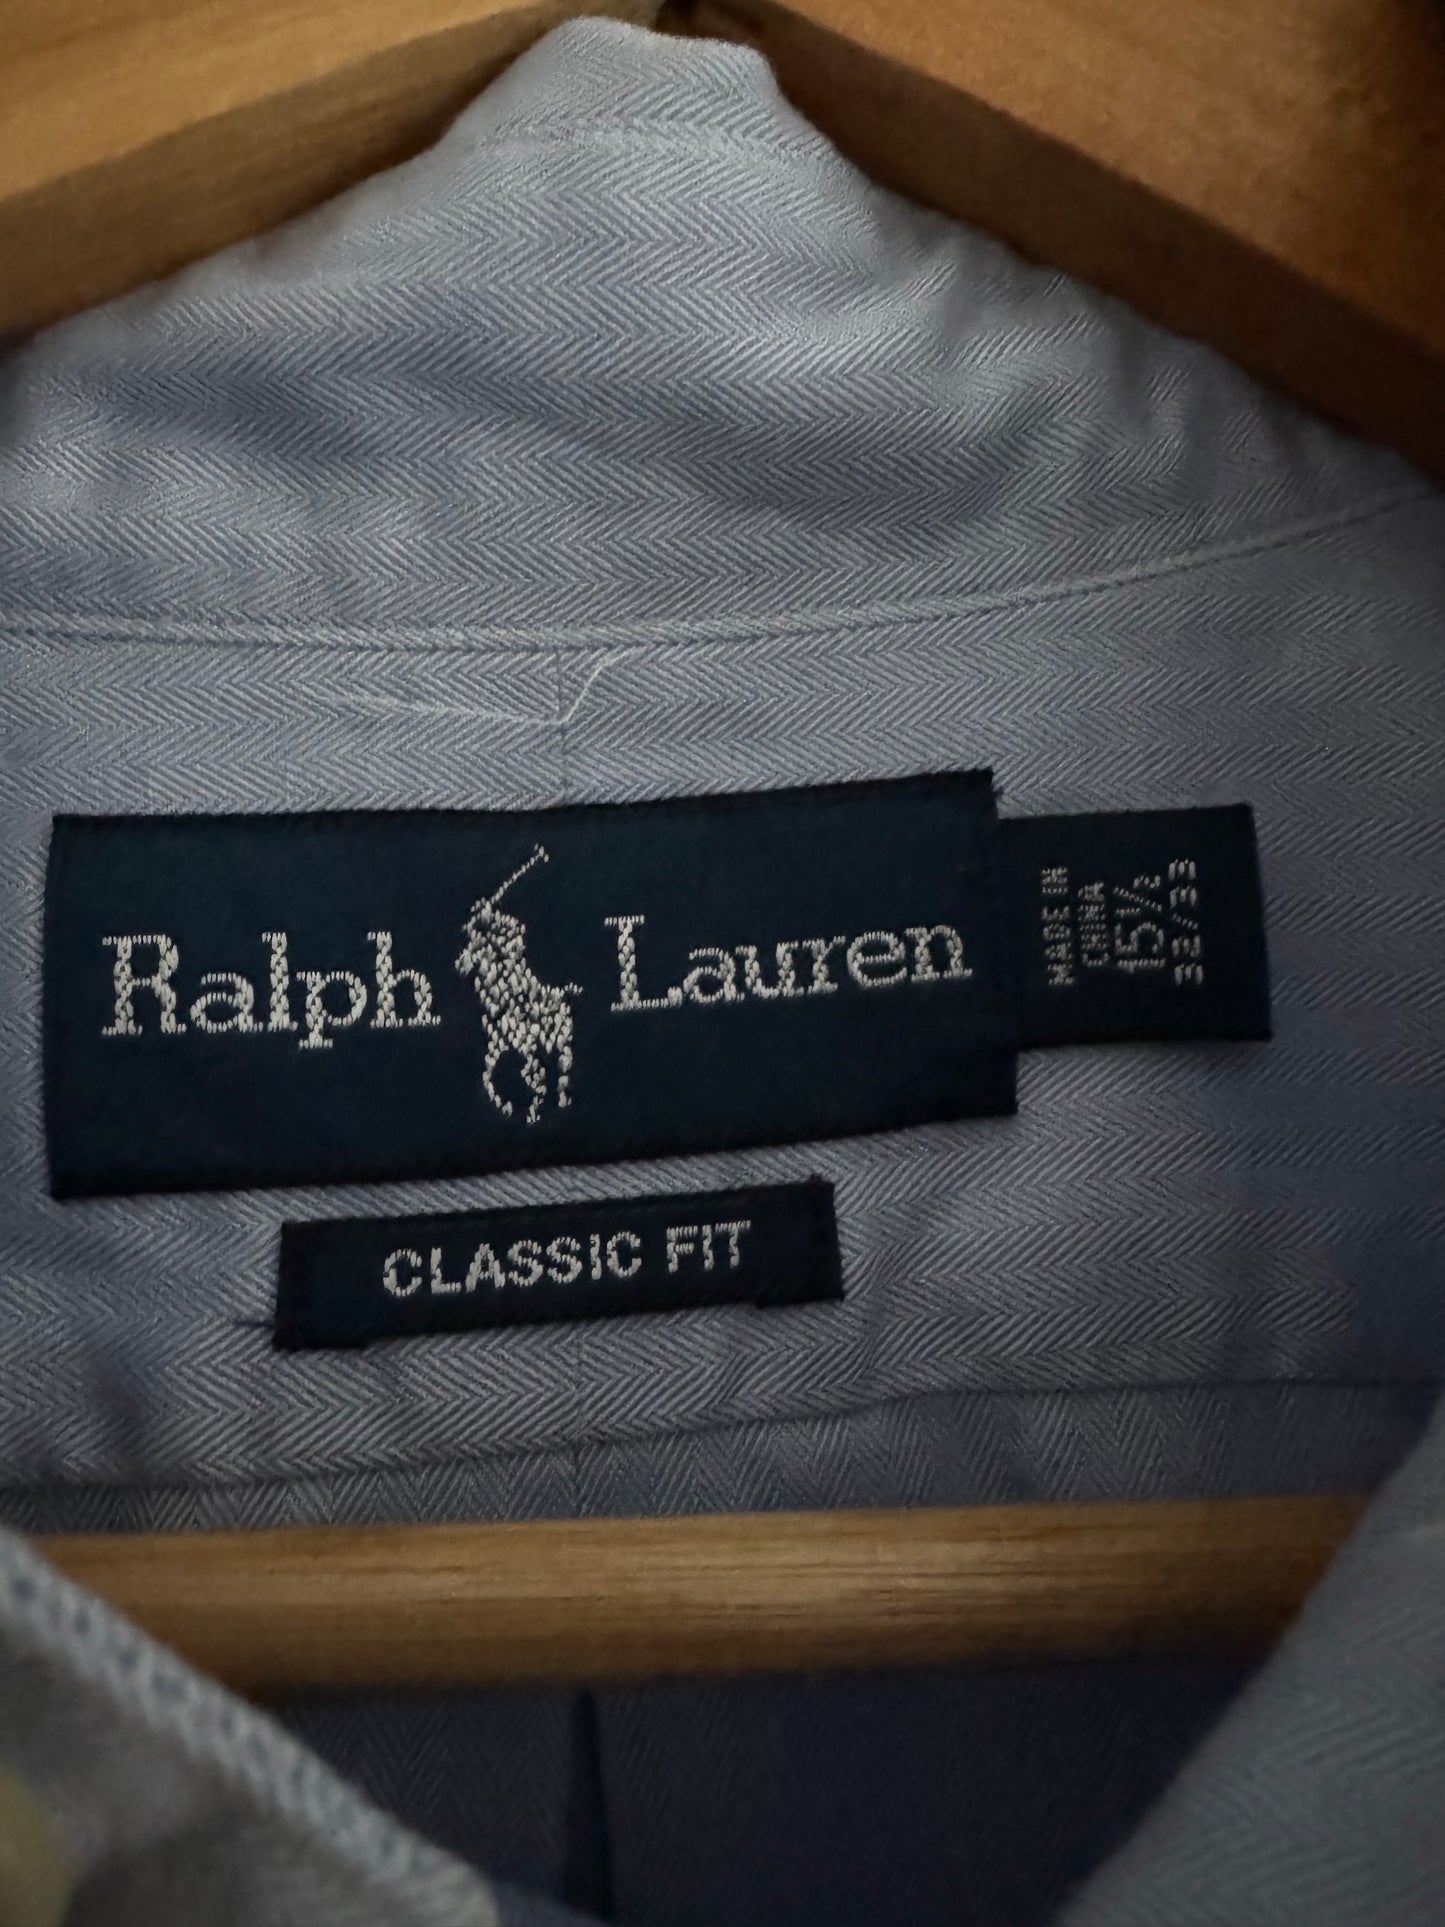 Ralph Lauren
MADE IN
CHINA
15½
32/33
CLASSIC FIT